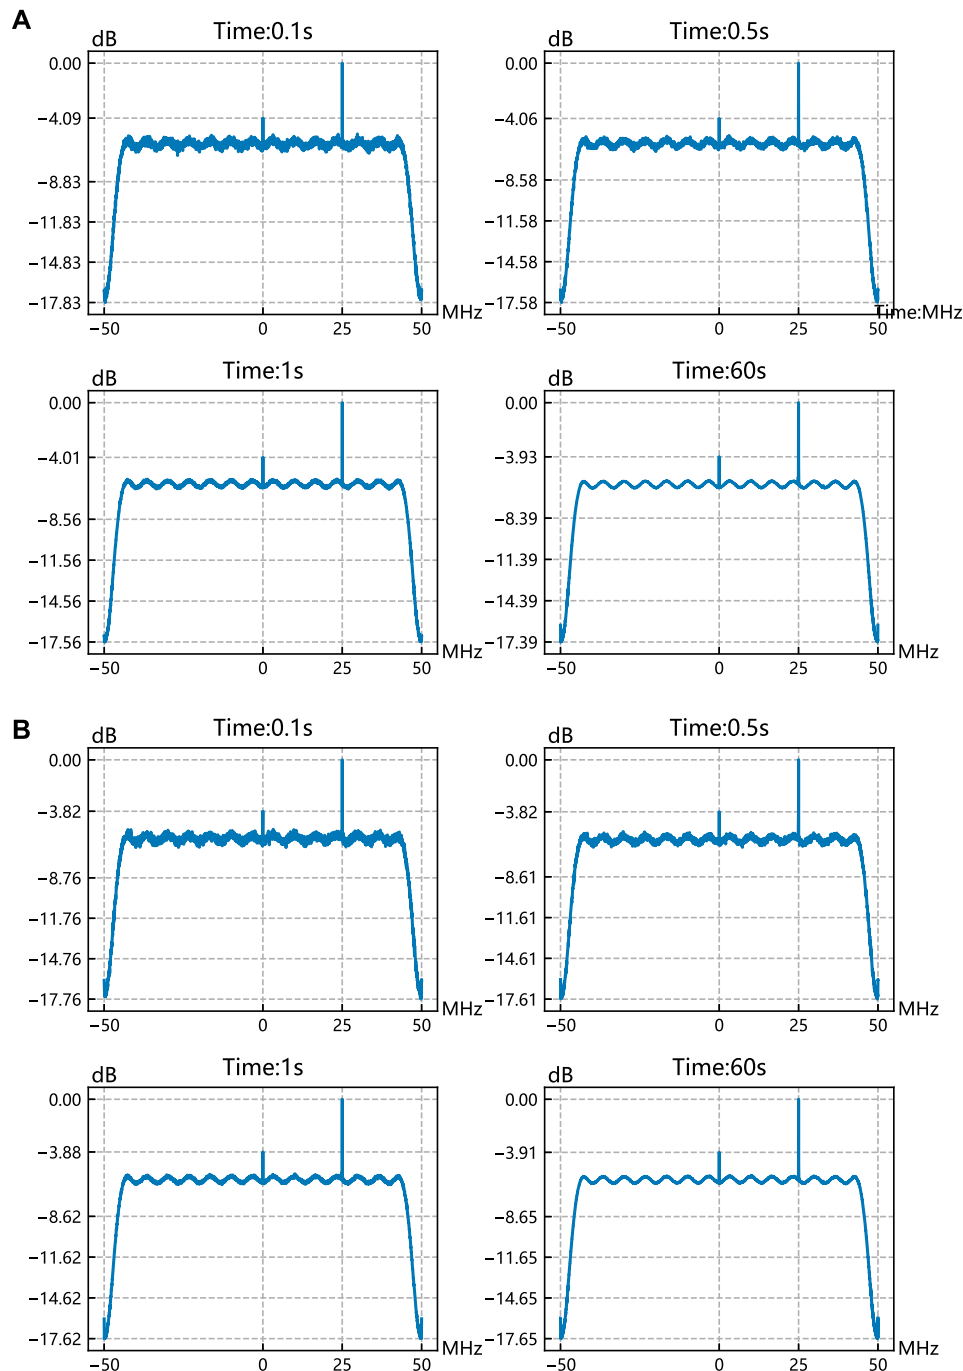 A
dB Time:0.1s
0.00
−4.09
−8.83
−11.83
−14.83
−17.83
−50 0 25 50 MHz
dB Time:0.5s
0.00
−4.06
−8.58
−11.58
−14.58
−17.58
−50 0 25 50 Time:MHz
dB Time:1s
0.00
−4.01
−8.56
−11.56
−14.56
−17.56
−50 0 25 50 MHz
dB Time:60s
0.00
−3.93
−8.39
−11.39
−14.39
−17.39
−50 0 25 50 MHz
B
dB Time:0.1s
0.00
−3.82
−8.76
−11.76
−14.76
−17.76
−50 0 25 50 MHz
dB Time:0.5s
0.00
−3.82
−8.61
−11.61
−14.61
−17.61
−50 0 25 50 MHz
dB Time:1s
0.00
−3.88
−8.62
−11.62
−14.62
−17.62
−50 0 25 50 MHz
dB Time:60s
0.00
−3.91
−8.65
−11.65
−14.65
−17.65
−50 0 25 50 MHz